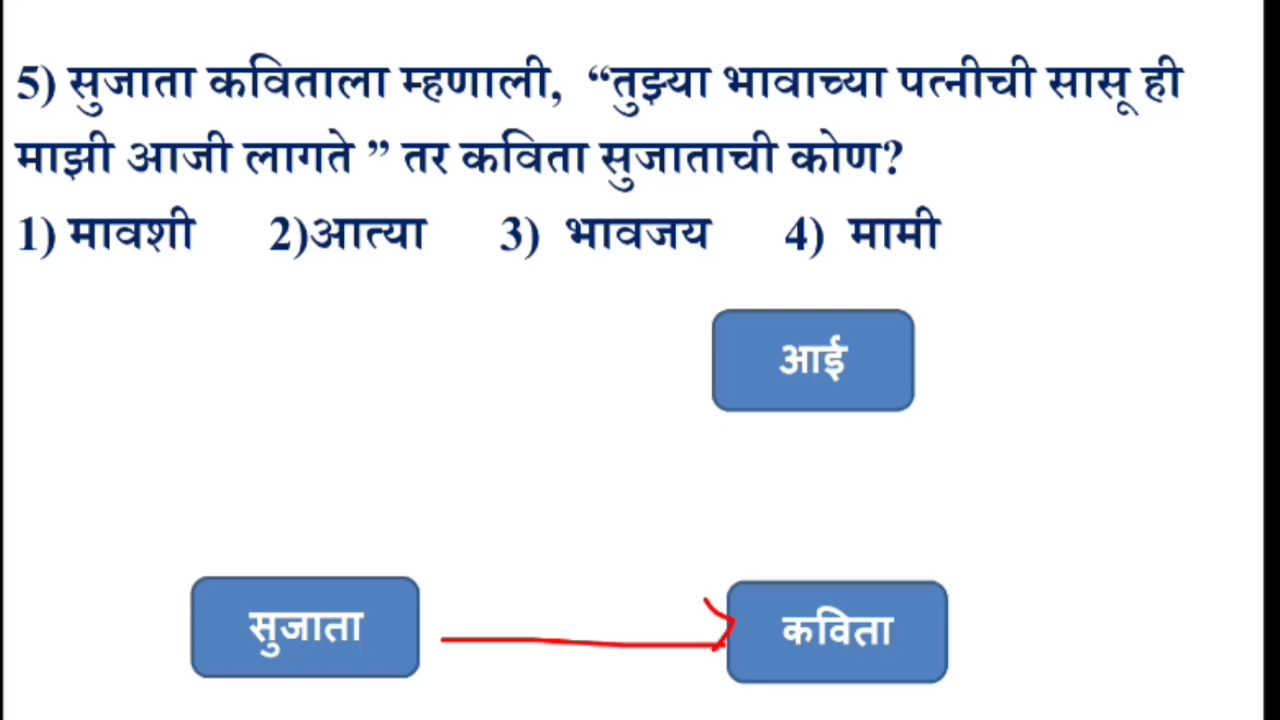 5) सुजाता कविताला म्हणाली, “तुझ्या भावाच्या पत्नीची सासू ही
माझी आजी लागते ” तर कविता सुजाताची कोण?
1) मावशी 2)आत्या 3) भावजय 4) मामी
आई
सुजाता कविता